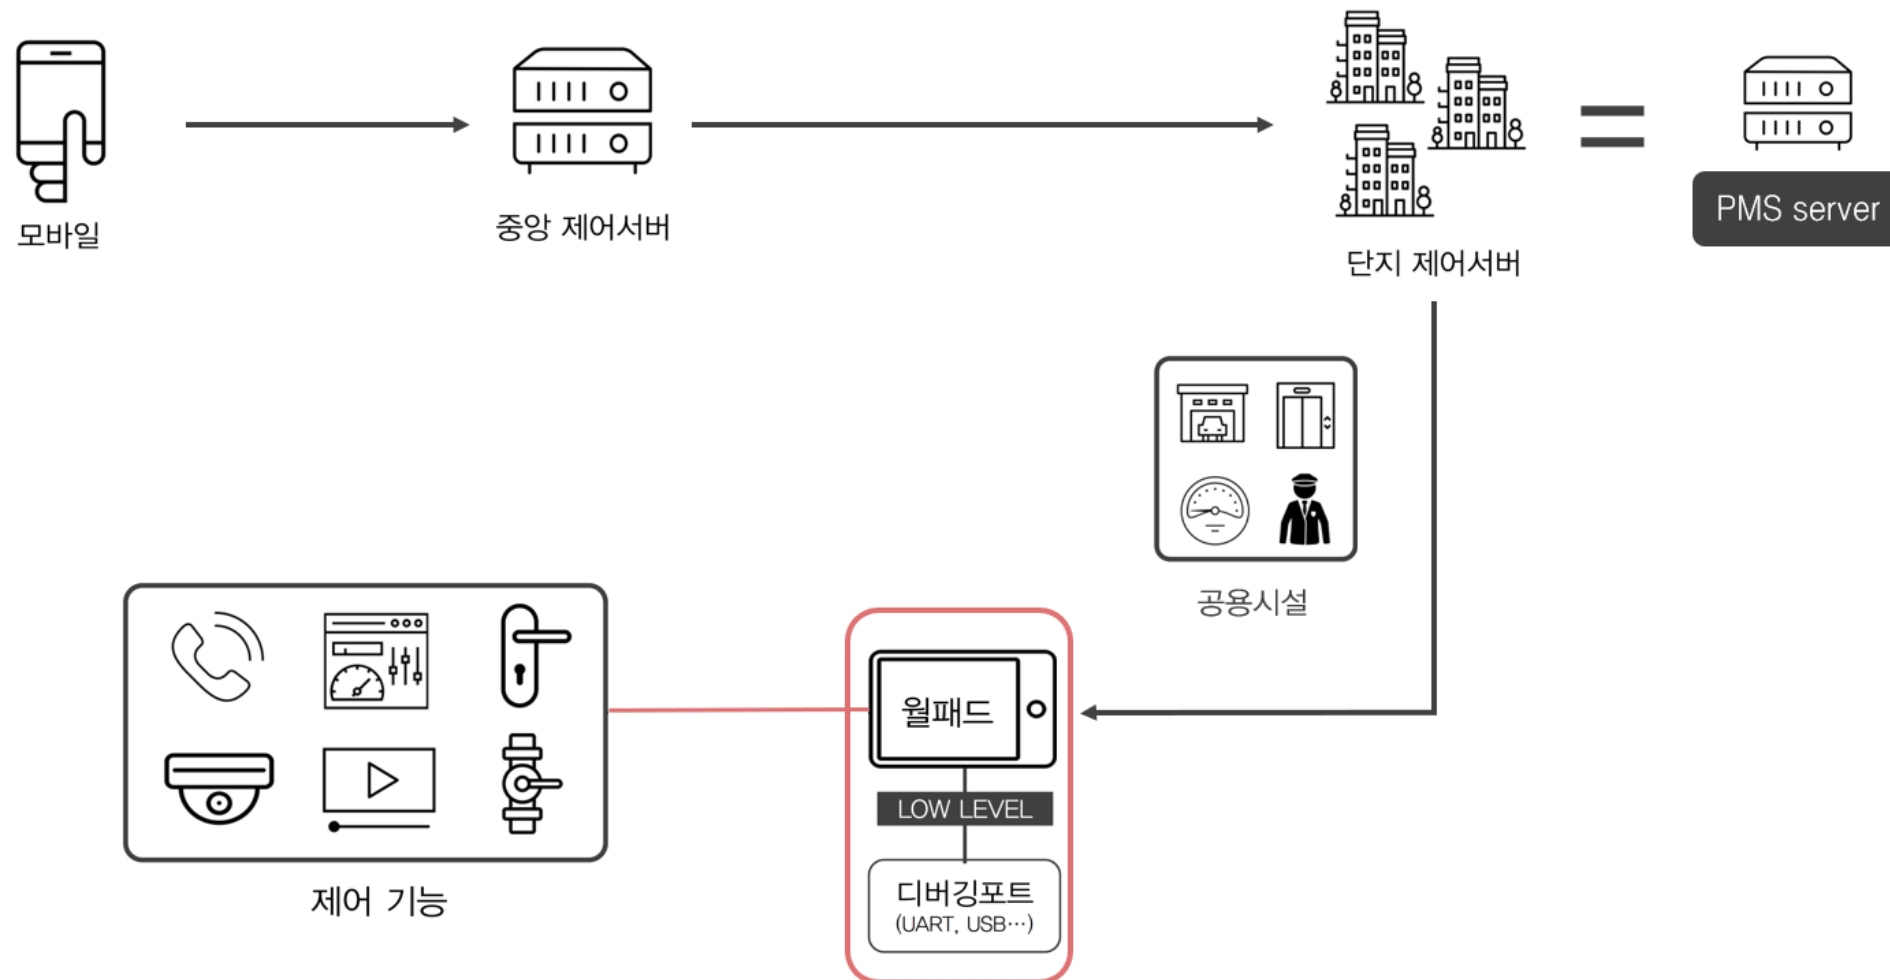 모바일
중앙 제어서버
단지 제어서버
PMS server
공용시설
월패드
LOW LEVEL
디버깅포트
(UART, USB…)
제어 기능